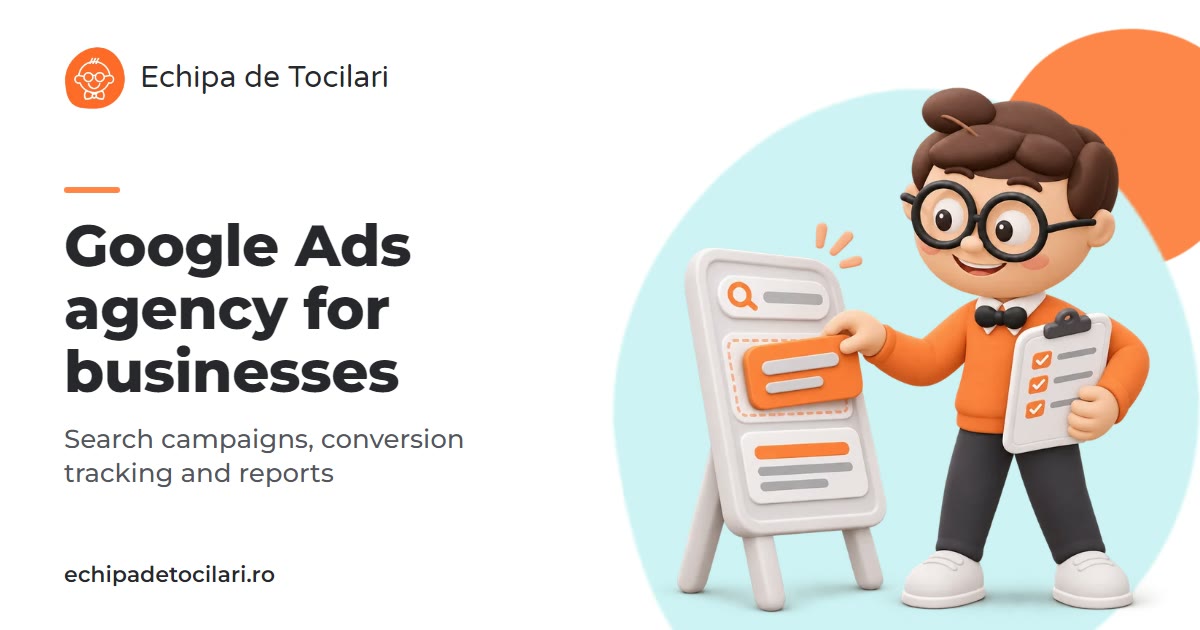 Echipa de Tocilari
Google Ads
agency for
businesses
Search campaigns, conversion
tracking and reports
echipadetocilari.ro